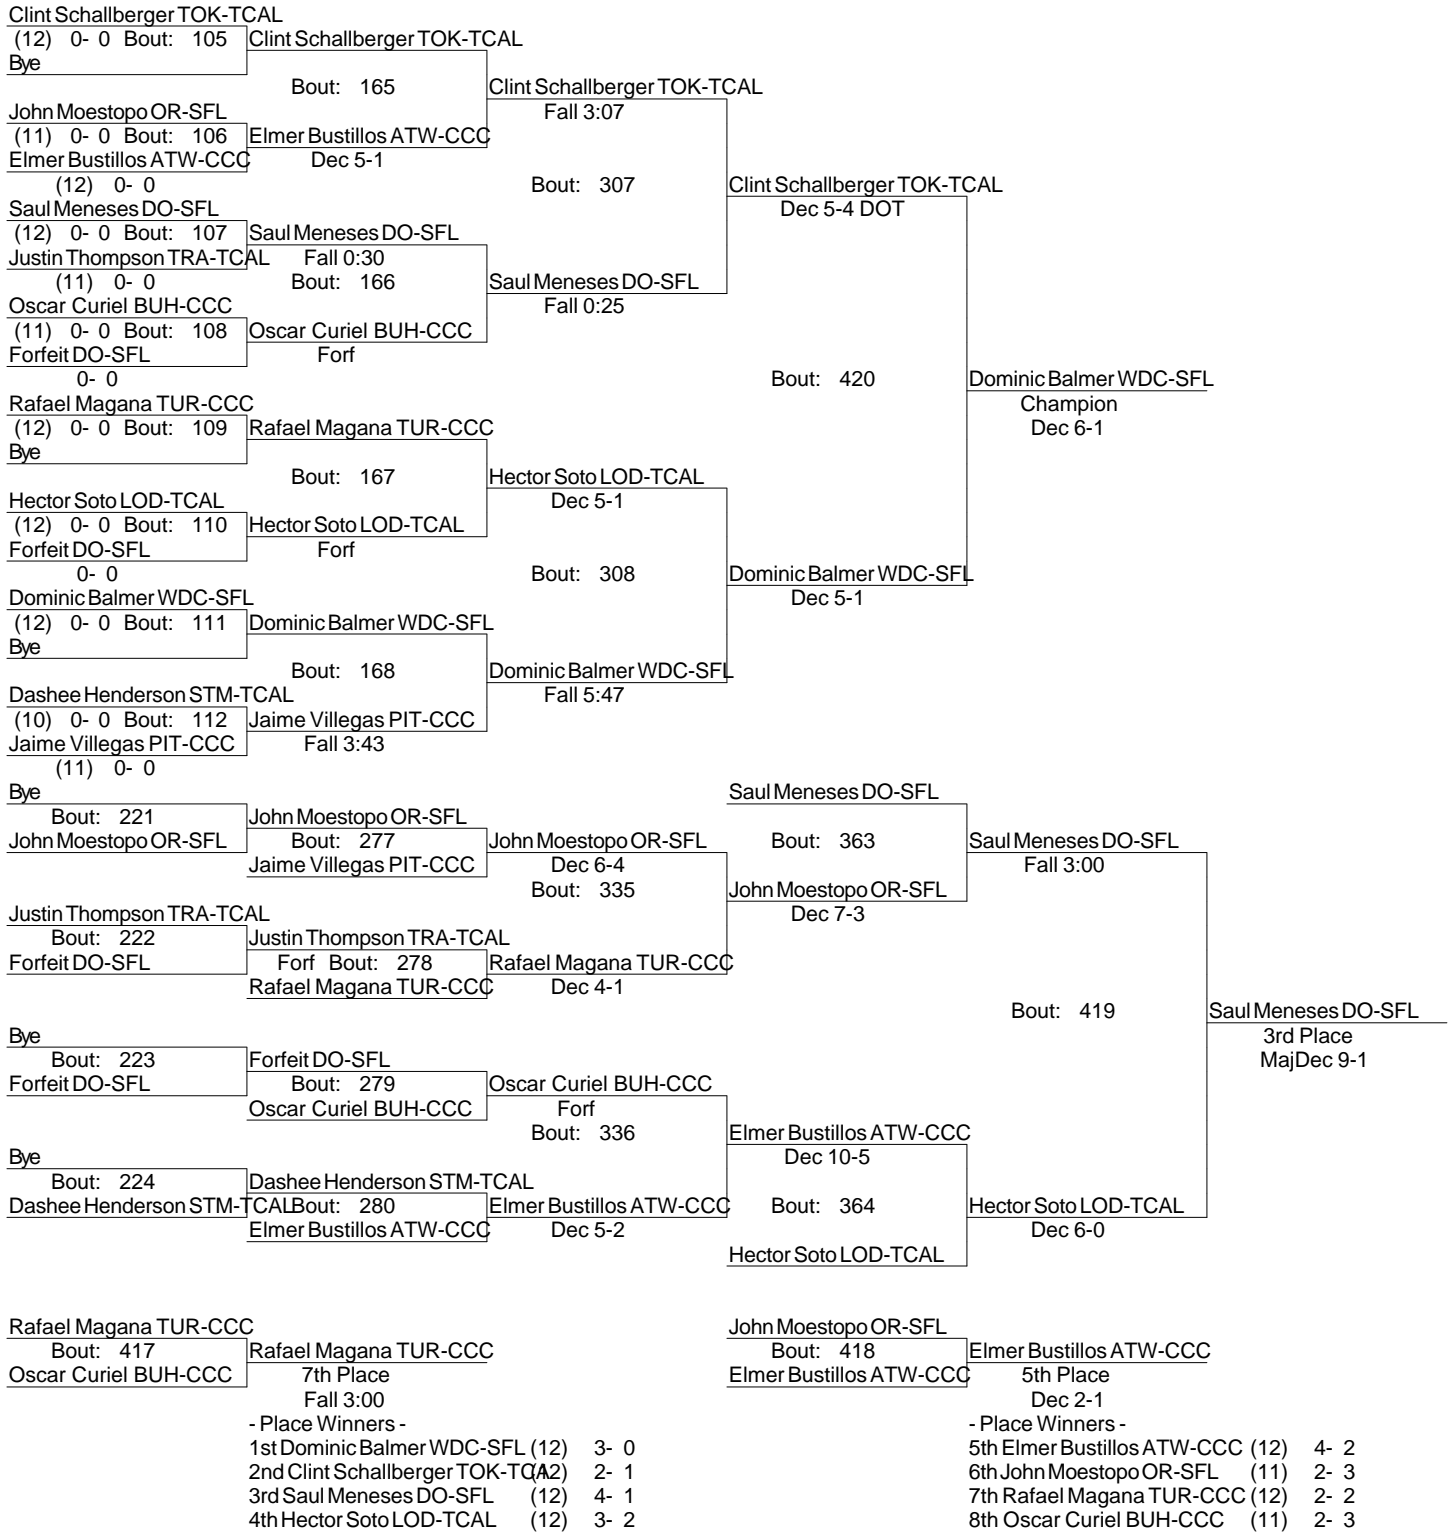 Clint Schallberger TOK-TCAL
(12) 0- 0 Bout: 105 Clint Schallberger TOK-TCAL
Bye
Bout: 165 Clint Schallberger TOK-TCAL
John Moestopo OR-SFL Fall 3:07
(11) 0- 0 Bout: 106 Elmer Bustillos ATW-CCC
Elmer Bustillos ATW-CCC Dec 5-1
(12) 0- 0 Bout: 307 Clint Schallberger TOK-TCAL
Saul Meneses DO-SFL Dec 5-4 DOT
(12) 0- 0 Bout: 107 Saul Meneses DO-SFL
Justin Thompson TRA-TCAL Fall 0:30
(11) 0- 0 Bout: 166 Saul Meneses DO-SFL
Oscar Curiel BUH-CCC Fall 0:25
(11) 0- 0 Bout: 108 Oscar Curiel BUH-CCC
Forfeit DO-SFL Forf
0- 0 Bout: 420 Dominic Balmer WDC-SFL
Rafael Magana TUR-CCC Champion
(12) 0- 0 Bout: 109 Rafael Magana TUR-CCC Dec 6-1
Bye
Bout: 167 Hector Soto LOD-TCAL
Hector Soto LOD-TCAL Dec 5-1
(12) 0- 0 Bout: 110 Hector Soto LOD-TCAL
Forfeit DO-SFL Forf
0- 0 Bout: 308 Dominic Balmer WDC-SFL
Dominic Balmer WDC-SFL Dec 5-1
(12) 0- 0 Bout: 111 Dominic Balmer WDC-SFL
Bye
Bout: 168 Dominic Balmer WDC-SFL
Dashee Henderson STM-TCAL Fall 5:47
(10) 0- 0 Bout: 112 Jaime Villegas PIT-CCC
Jaime Villegas PIT-CCC Fall 3:43
(11) 0- 0
Bye Saul Meneses DO-SFL
Bout: 221 John Moestopo OR-SFL
John Moestopo OR-SFL Bout: 277 John Moestopo OR-SFL Bout: 363 Saul Meneses DO-SFL
Jaime Villegas PIT-CCC Dec 6-4 Fall 3:00
Bout: 335 John Moestopo OR-SFL
Justin Thompson TRA-TCAL Dec 7-3
Bout: 222 Justin Thompson TRA-TCAL
Forfeit DO-SFL Forf Bout: 278 Rafael Magana TUR-CCC
Rafael Magana TUR-CCC Dec 4-1
Bout: 419 Saul Meneses DO-SFL
Bye 3rd Place
Bout: 223 Forfeit DO-SFL MajDec 9-1
Forfeit DO-SFL Bout: 279 Oscar Curiel BUH-CCC
Oscar Curiel BUH-CCC Forf
Bout: 336 Elmer Bustillos ATW-CCC
Bye Dec 10-5
Bout: 224 Dashee Henderson STM-TCAL
Dashee Henderson STM-TCAL Bout: 280 Elmer Bustillos ATW-CCC Bout: 364 Hector Soto LOD-TCAL
Elmer Bustillos ATW-CCC Dec 5-2 Dec 6-0
Hector Soto LOD-TCAL
Rafael Magana TUR-CCC John Moestopo OR-SFL
Bout: 417 Rafael Magana TUR-CCC Bout: 418 Elmer Bustillos ATW-CCC
Oscar Curiel BUH-CCC 7th Place Elmer Bustillos ATW-CCC 5th Place
Fall 3:00 Dec 2-1
- Place Winners - - Place Winners -
1st Dominic Balmer WDC-SFL (12) 3- 0 5th Elmer Bustillos ATW-CCC (12) 4- 2
2nd Clint Schallberger TOK-TCAL (12) 2- 1 6th John Moestopo OR-SFL (11) 2- 3
3rd Saul Meneses DO-SFL (12) 4- 1 7th Rafael Magana TUR-CCC (12) 2- 2
4th Hector Soto LOD-TCAL (12) 3- 2 8th Oscar Curiel BUH-CCC (11) 2- 3